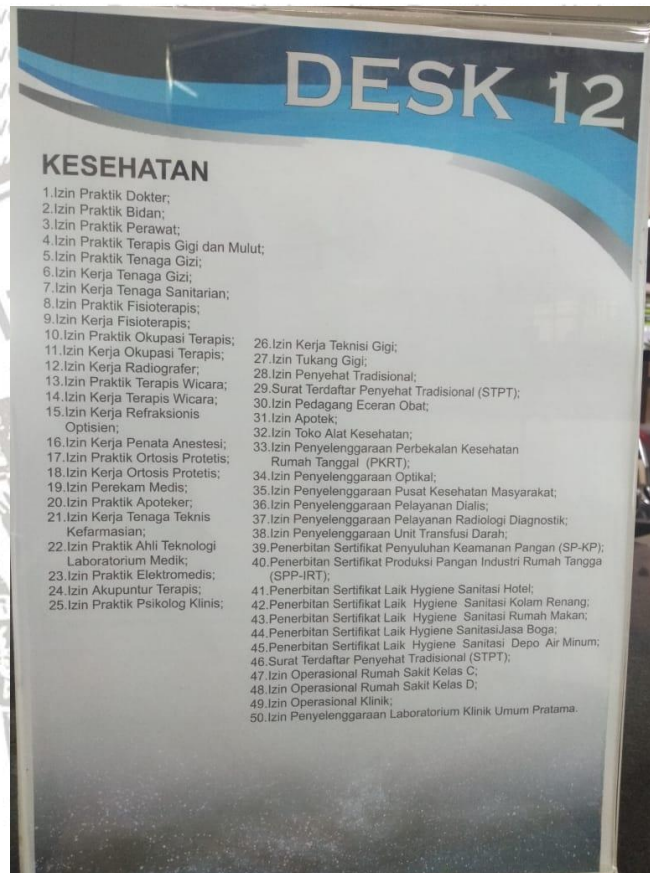 DESK 12
KESEHATAN
1.Izin Praktik Dokter;
2.Izin Praktik Bidan;
3.Izin Praktik Perawat;
4.Izin Praktik Terapis Gigi dan Mulut;
5.Izin Praktik Tenaga Gizi;
6.Izin Kerja Tenaga Gizi;
7.Izin Kerja Tenaga Sanitarian;
8.Izin Praktik Fisioterapis;
9.Izin Kerja Fisioterapis;
10.Izin Praktik Okupasi Terapis;
11.Izin Kerja Okupasi Terapis;
12.Izin Kerja Radiografer;
13.Izin Praktik Terapis Wicara;
14.Izin Kerja Terapis Wicara;
15.Izin Kerja Refraksionis
Optisien;
16.Izin Kerja Penata Anestesi;
17.Izin Praktik Ortosis Protetis;
18.Izin Kerja Ortosis Protetis;
19.Izin Perekam Medis;
20.Izin Praktik Apoteker;
21.Izin Kerja Tenaga Teknis
Kefarmasian;
22.Izin Praktik Ahli Teknologi
Laboratorium Medik;
23.Izin Praktik Elektromedis;
24.Izin Akupuntur Terapis;
25.Izin Praktik Psikolog Klinis;
26.Izin Kerja Teknisi Gigi;
27.Izin Tukang Gigi;
28.Izin Penyehat Tradisional;
29.Surat Terdaftar Penyehat Tradisional (STPT);
30.Izin Pedagang Eceran Obat;
31.Izin Apotek;
32.Izin Toko Alat Kesehatan;
33.Izin Penyelenggaraan Perbekalan Kesehatan
Rumah Tanggal (PKRT);
34.Izin Penyelenggaraan Optikal;
35.Izin Penyelenggaraan Pusat Kesehatan Masyarakat;
36.Izin Penyelenggaraan Pelayanan Dialis;
37.Izin Penyelenggaraan Pelayanan Radiologi Diagnostik;
38.Izin Penyelenggaraan Unit Transfusi Darah;
39.Penerbitan Sertifikat Penyuluhan Keamanan Pangan (SP-KP);
40.Penerbitan Sertifikat Produksi Pangan Industri Rumah Tangga
(SPP-IRT);
41.Penerbitan Sertifikat Laik Hygiene Sanitasi Hotel;
42.Penerbitan Sertifikat Laik Hygiene Sanitasi Kolam Renang;
43.Penerbitan Sertifikat Laik Hygiene Sanitasi Rumah Makan;
44.Penerbitan Sertifikat Laik Hygiene SanitasiJasa Boga;
45.Penerbitan Sertifikat Laik Hygiene Sanitasi Depo Air Minum;
46.Surat Terdaftar Penyehat Tradisional (STPT);
47.Izin Operasional Rumah Sakit Kelas C;
48.Izin Operasional Rumah Sakit Kelas D;
49.Izin Operasional Klinik;
50.Izin Penyelenggaraan Laboratorium Klinik Umum Pratama.